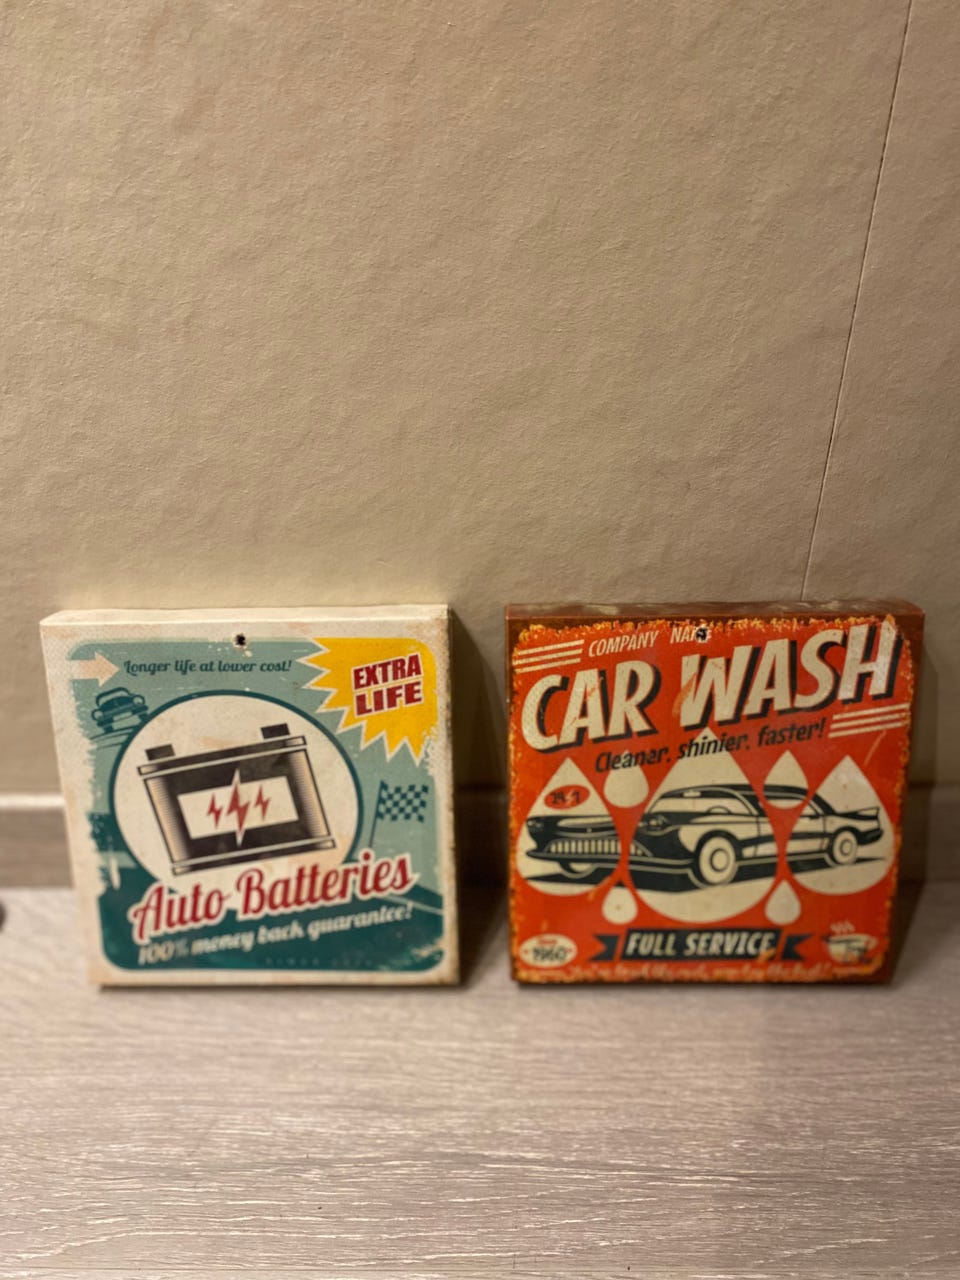 Longer life at lower cost!
EXTRA
LIFE
Auto Batteries
100% money back guarantee!
COMPANY
CAR WASH
Cleaner, shinier, faster!
FULL SERVICE
1960